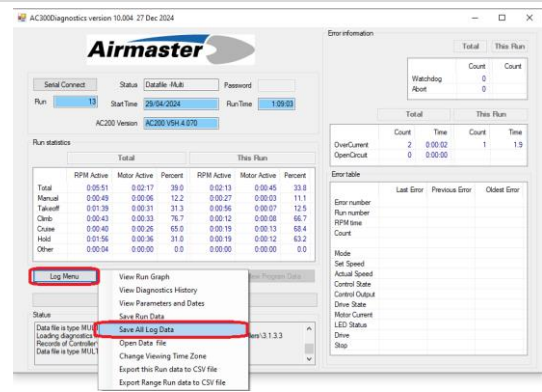 AC300Diagnostics version 10.004 27 Dec 2024
Airmaster
Serial Connect Status Datafile -Multi Password
Run 13 Start Time 29/04/2024 Run Time 1:09:03
AC200 Version AC200 V5H.4.070
Run statistics
Total This Run
RPM Active Motor Active Percent RPM Active Motor Active Percent
Total 0:05:51 0:02:17 39.0 0:02:13 0:00:45 33.8
Manual 0:00:49 0:00:06 12.2 0:00:27 0:00:03 11.1
Takeoff 0:01:39 0:00:31 31.3 0:00:56 0:00:07 12.5
Climb 0:00:43 0:00:33 76.7 0:00:12 0:00:08 66.7
Cruise 0:00:40 0:00:26 65.0 0:00:19 0:00:13 68.4
Hold 0:01:56 0:00:36 31.0 0:00:19 0:00:12 63.2
Other 0:00:04 0:00:00 0.0 0:00:00 0:00:00 0.0
Log Menu
View Run Graph
View Diagnostics History
View Parameters and Dates
Save Run Data
Save All Log Data
Open Data file
Change Viewing Time Zone
Export this Run data to CSV file
Export Range Run data to CSV file
Program Data
Status
Data file is type MU
Loading diagnostics
Records of Controller
Data file is type MULT
\3.1.3.3
Error information
Total This Run
Count Count
Watchdog 0
Abort 0
Total This Run
Count Time Count Time
OverCurrent 2 0:00:02 1 1.9
OpenCircuit 0 0:00:00
Error table
Last Error Previous Error Oldest Error
Error number
Run number
RPM time
Count
Mode
Set Speed
Actual Speed
Control State
Control Output
Drive State
Motor Current
LED Status
Drive
Stop